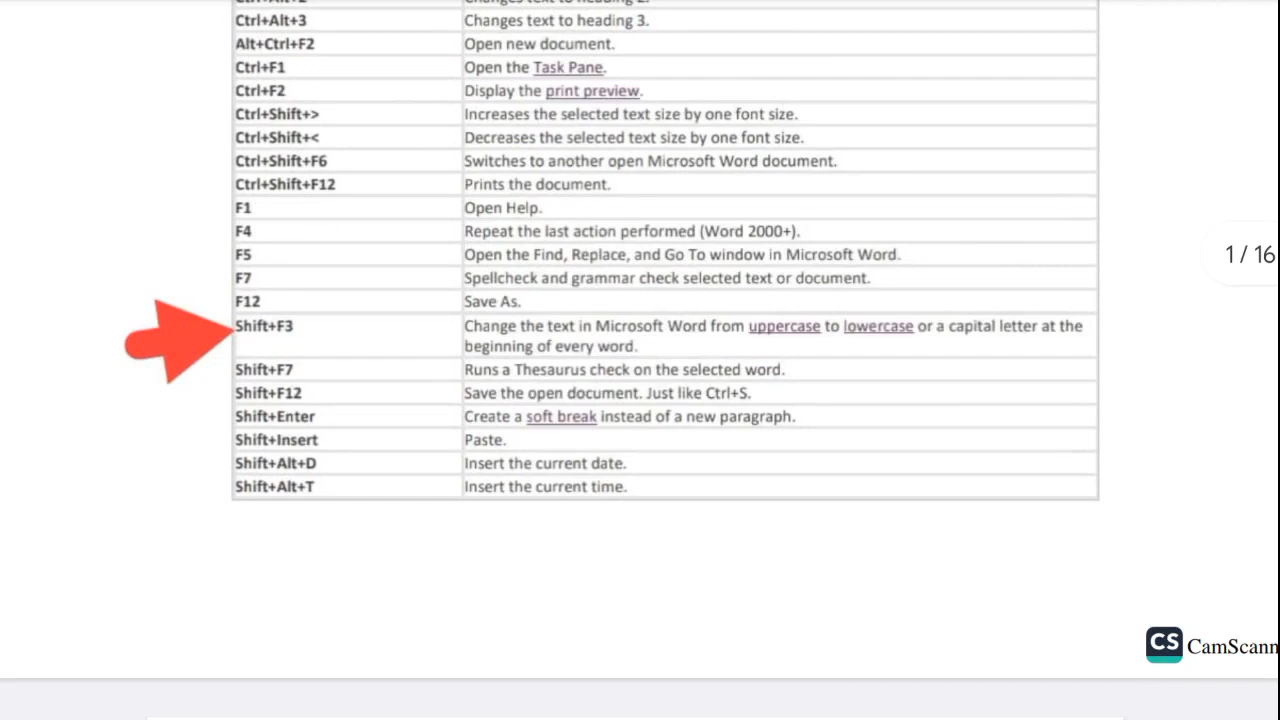 Changes text to heading 2.
Ctrl+Alt+3 Changes text to heading 3.
Alt+Ctrl+F2 Open new document.
Ctrl+F1 Open the Task Pane.
Ctrl+F2 Display the print preview.
Ctrl+Shift+> Increases the selected text size by one font size.
Ctrl+Shift+< Decreases the selected text size by one font size.
Ctrl+Shift+F6 Switches to another open Microsoft Word document.
Ctrl+Shift+F12 Prints the document.
F1 Open Help.
F4 Repeat the last action performed (Word 2000+).
F5 Open the Find, Replace, and Go To window in Microsoft Word.
F7 Spellcheck and grammar check selected text or document.
F12 Save As.
Shift+F3 Change the text in Microsoft Word from uppercase to lowercase or a capital letter at the
beginning of every word.
Shift+F7 Runs a Thesaurus check on the selected word.
Shift+F12 Save the open document. Just like Ctrl+S.
Shift+Enter Create a soft break instead of a new paragraph.
Shift+Insert Paste.
Shift+Alt+D Insert the current date.
Shift+Alt+T Insert the current time.
1 / 16
CS CamScann